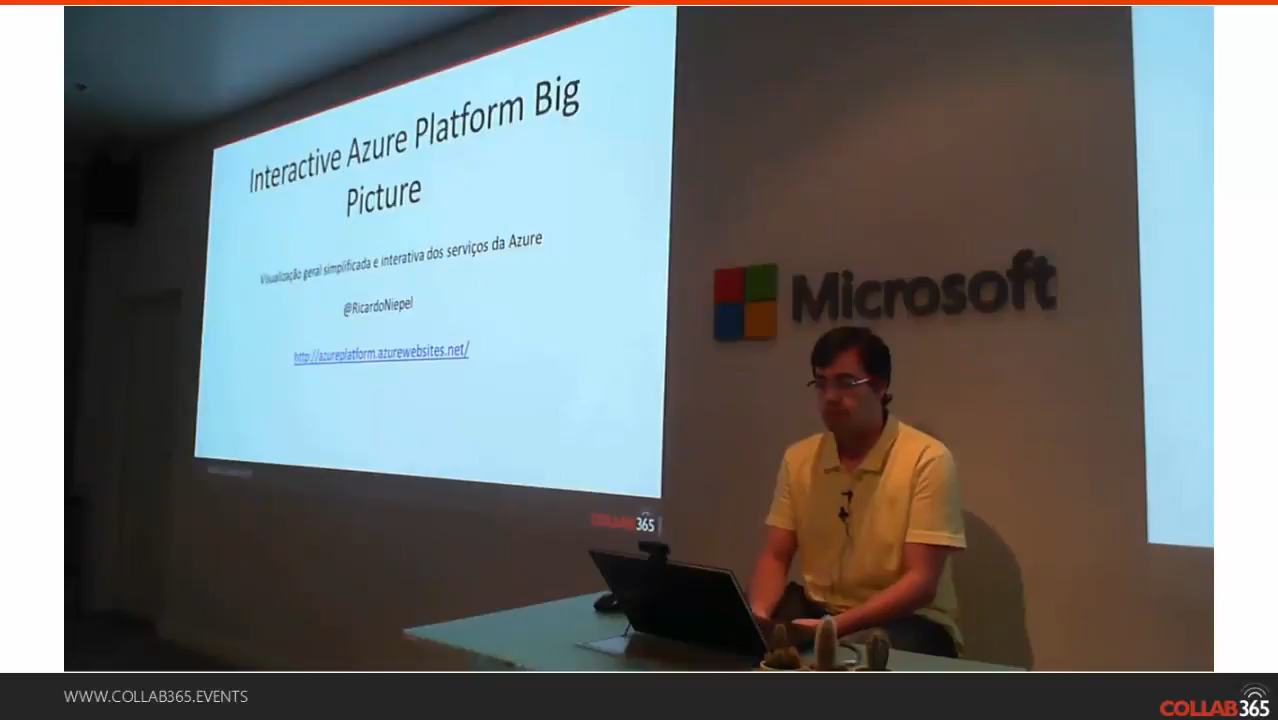 Interactive Azure Platform Big
Picture
Visualização geral simplificada e interativa dos serviços da Azure
@RicardoNiepel
http://azureplatform.azurewebsites.net/
Microsoft
COLLAB365
WWW.COLLAB365.EVENTS
COLLAB365